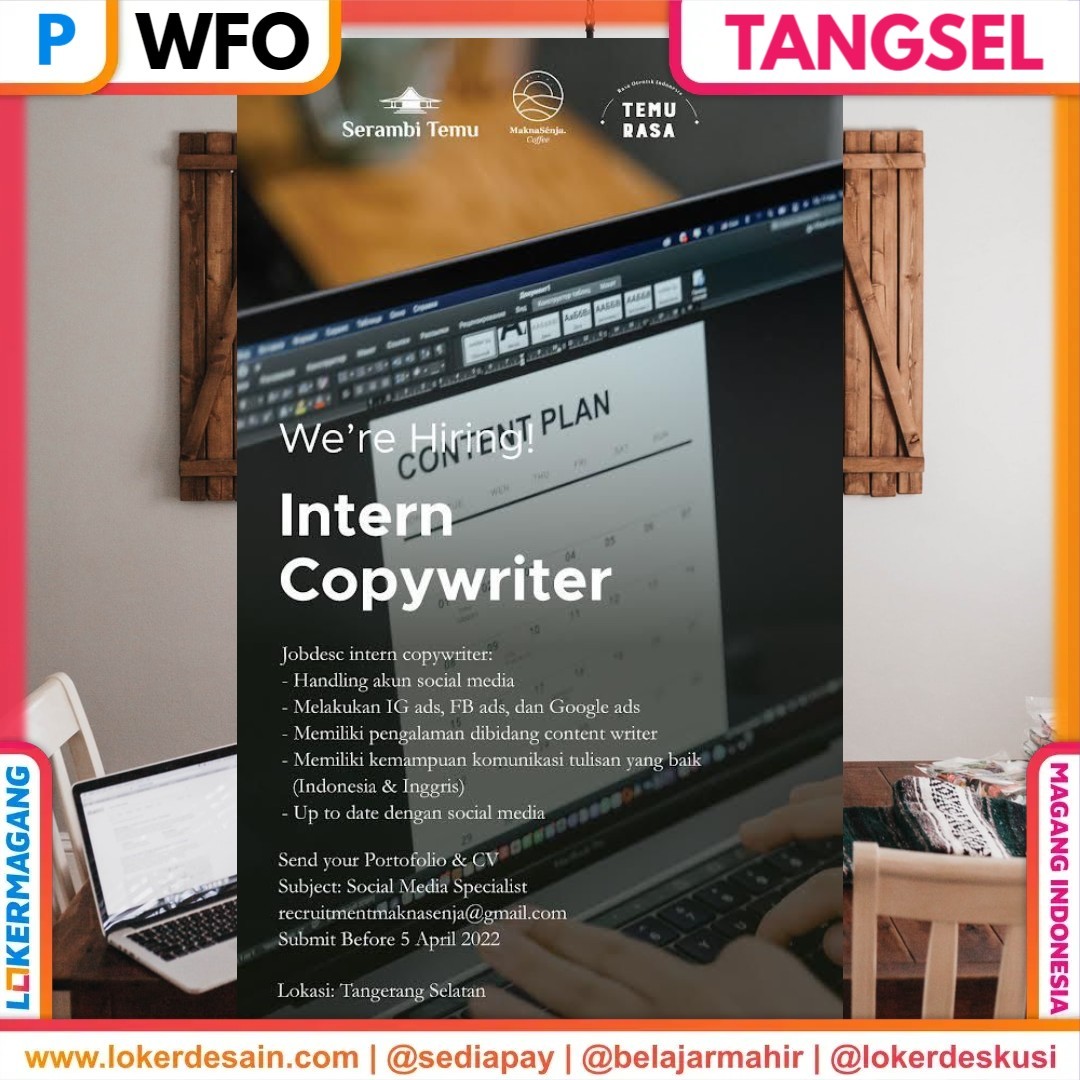 P
WFO
TANGSEL
Serambi Temu
MaknaSénja.
Coffee
Rasa Otentik Indonesia
TEMU
RASA
CONTENT PLAN
We're Hiring!
Intern
Copywriter
Jobdesc intern copywriter:
- Handling akun social media
- Melakukan IG ads, FB ads, dan Google ads
- Memiliki pengalaman dibidang content writer
- Memiliki kemampuan komunikasi tulisan yang baik
(Indonesia & Inggris)
- Up to date dengan social media
Send your Portofolio & CV
Subject: Social Media Specialist
recruitmentmaknasenja@gmail.com
Submit Before 5 April 2022
Lokasi: Tangerang Selatan
LOKERMAGANG
MAGANG INDONESIA
www.lokerdesain.com | @sediapay | @belajarmahir | @lokerdeskusi